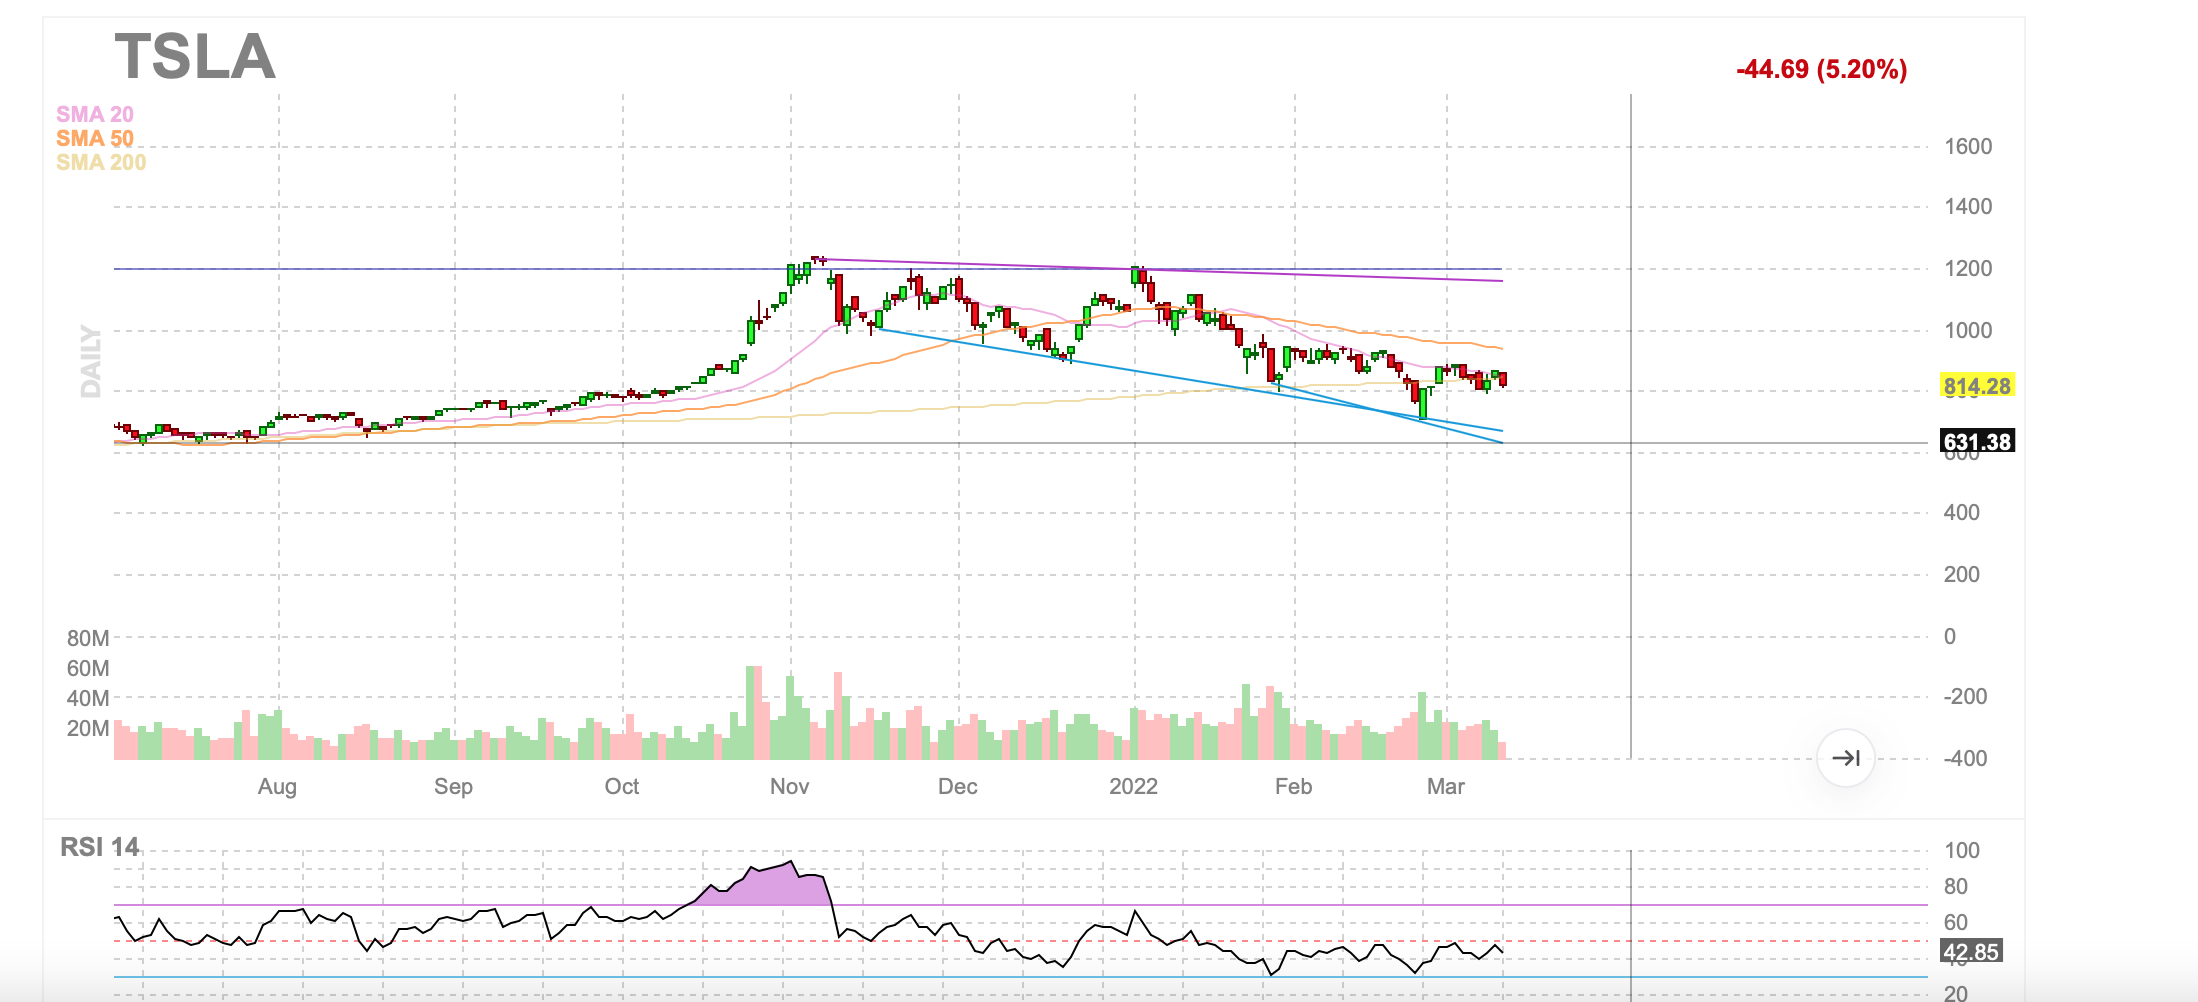 TSLA
-44.69 (5.20%)
SMA 20
SMA 50
SMA 200
DAILY
1600
1400
1200
1000
814.28
631.38
600
400
200
0
-200
-400
80M
60M
40M
20M
Aug Sep Oct Nov Dec 2022 Feb Mar
RSI 14
100
80
60
42.85
20